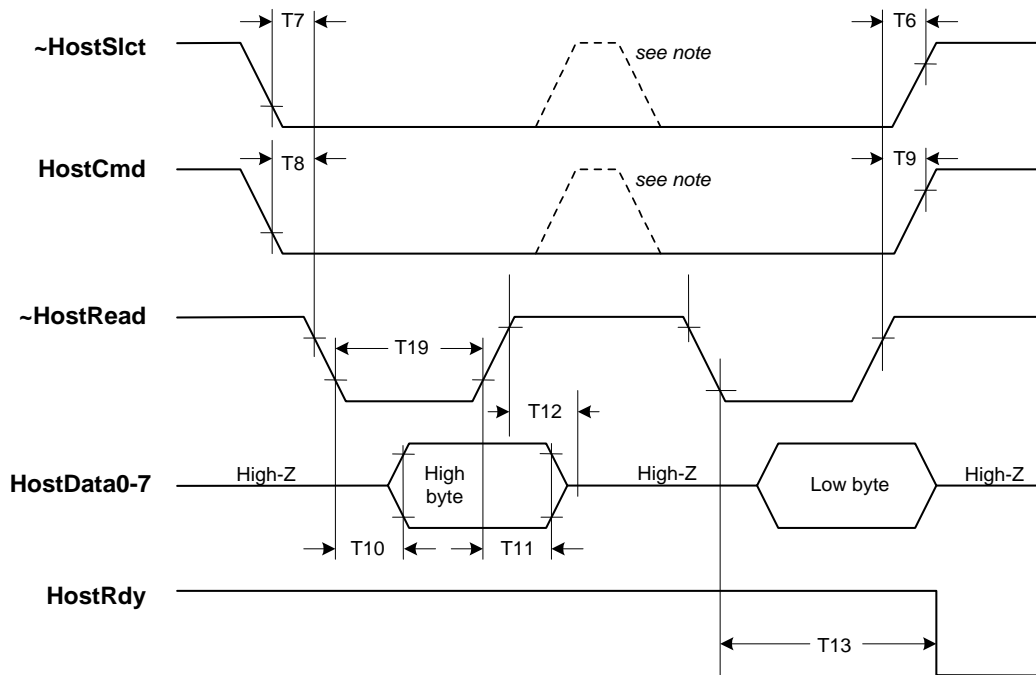 T7
T6
~HostSlct
see note
HostCmd
T8
T9
see note
~HostRead
T19
T12
HostData0-7
High-Z
High
byte
High-Z
Low byte
High-Z
T10
T11
HostRdy
T13